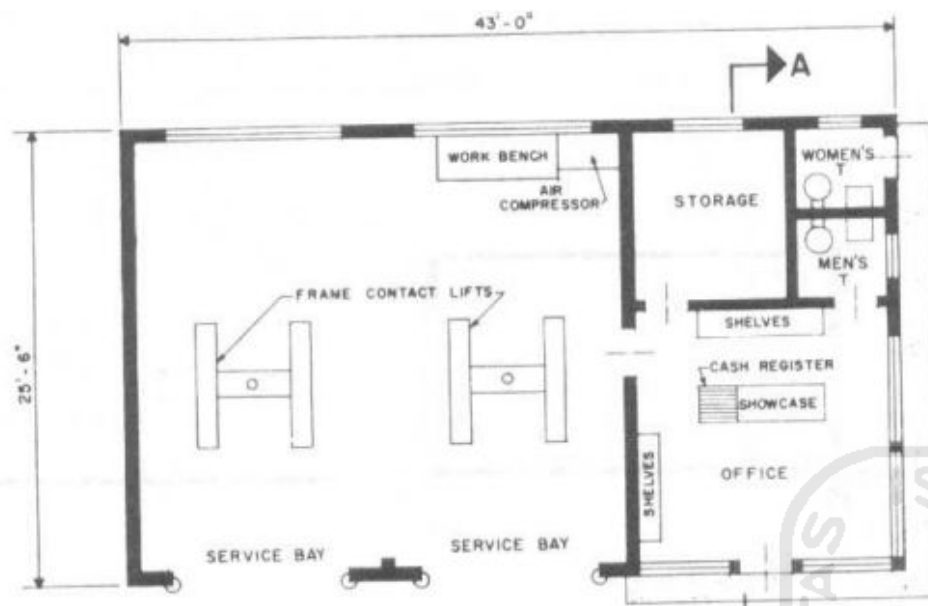 43'-0"
A
WORK BENCH
AIR
COMPRESSOR
STORAGE
WOMEN'S
T
MEN'S
T
FRAME CONTACT LIFTS
SHELVES
25'-6"
CASH REGISTER
SHOWCASE
SHELVES
OFFICE
SERVICE BAY
SERVICE BAY